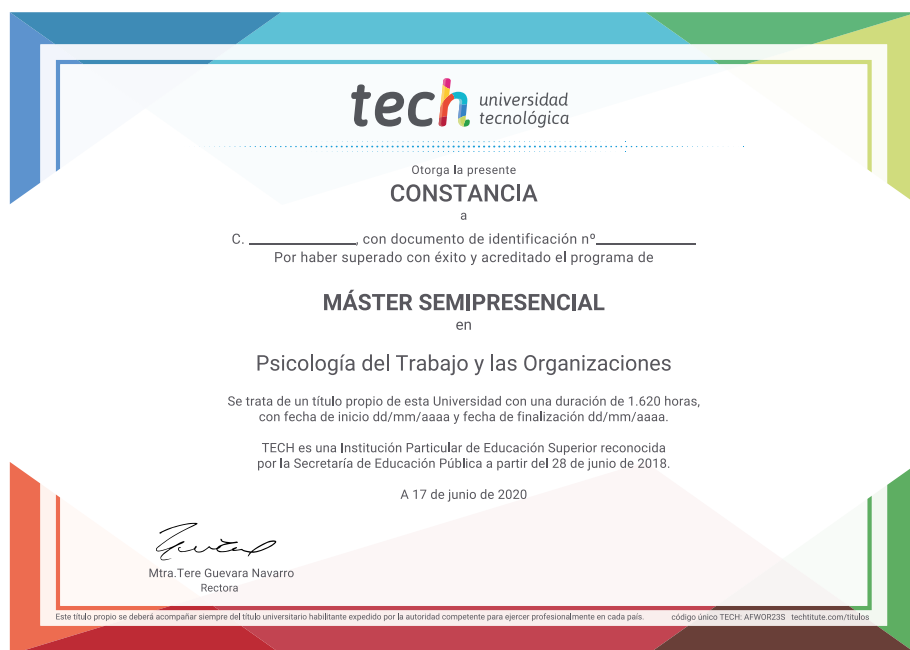 tech universidad
tecnológica
Otorga la presente
CONSTANCIA
a
C. ____________, con documento de identificación nº____________
Por haber superado con éxito y acreditado el programa de
MÁSTER SEMIPRESENCIAL
en
Psicología del Trabajo y las Organizaciones
Se trata de un título propio de esta Universidad con una duración de 1.620 horas,
con fecha de inicio dd/mm/aaaa y fecha de finalización dd/mm/aaaa.
TECH es una Institución Particular de Educación Superior reconocida
por la Secretaría de Educación Pública a partir del 28 de junio de 2018.
A 17 de junio de 2020
Mtra.Tere Guevara Navarro
Rectora
Este título propio se deberá acompañar siempre del título universitario habilitante expedido por la autoridad competente para ejercer profesionalmente en cada país. código único TECH: AFWOR23S techtitute.com/titulos